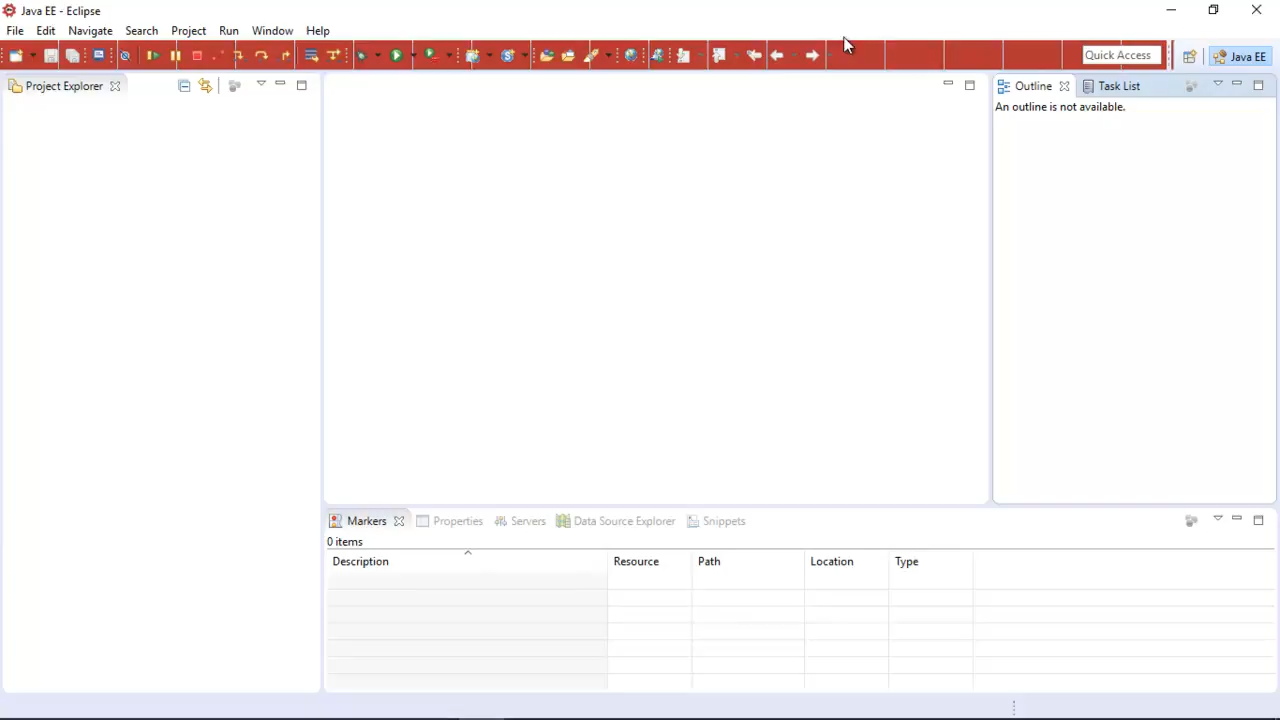 Java EE - Eclipse
File Edit Navigate Search Project Run Window Help
Quick Access
Java EE
Project Explorer
Outline
Task List
An outline is not available.
Markers
Properties
Servers
Data Source Explorer
Snippets
0 items
Description Resource Path Location Type